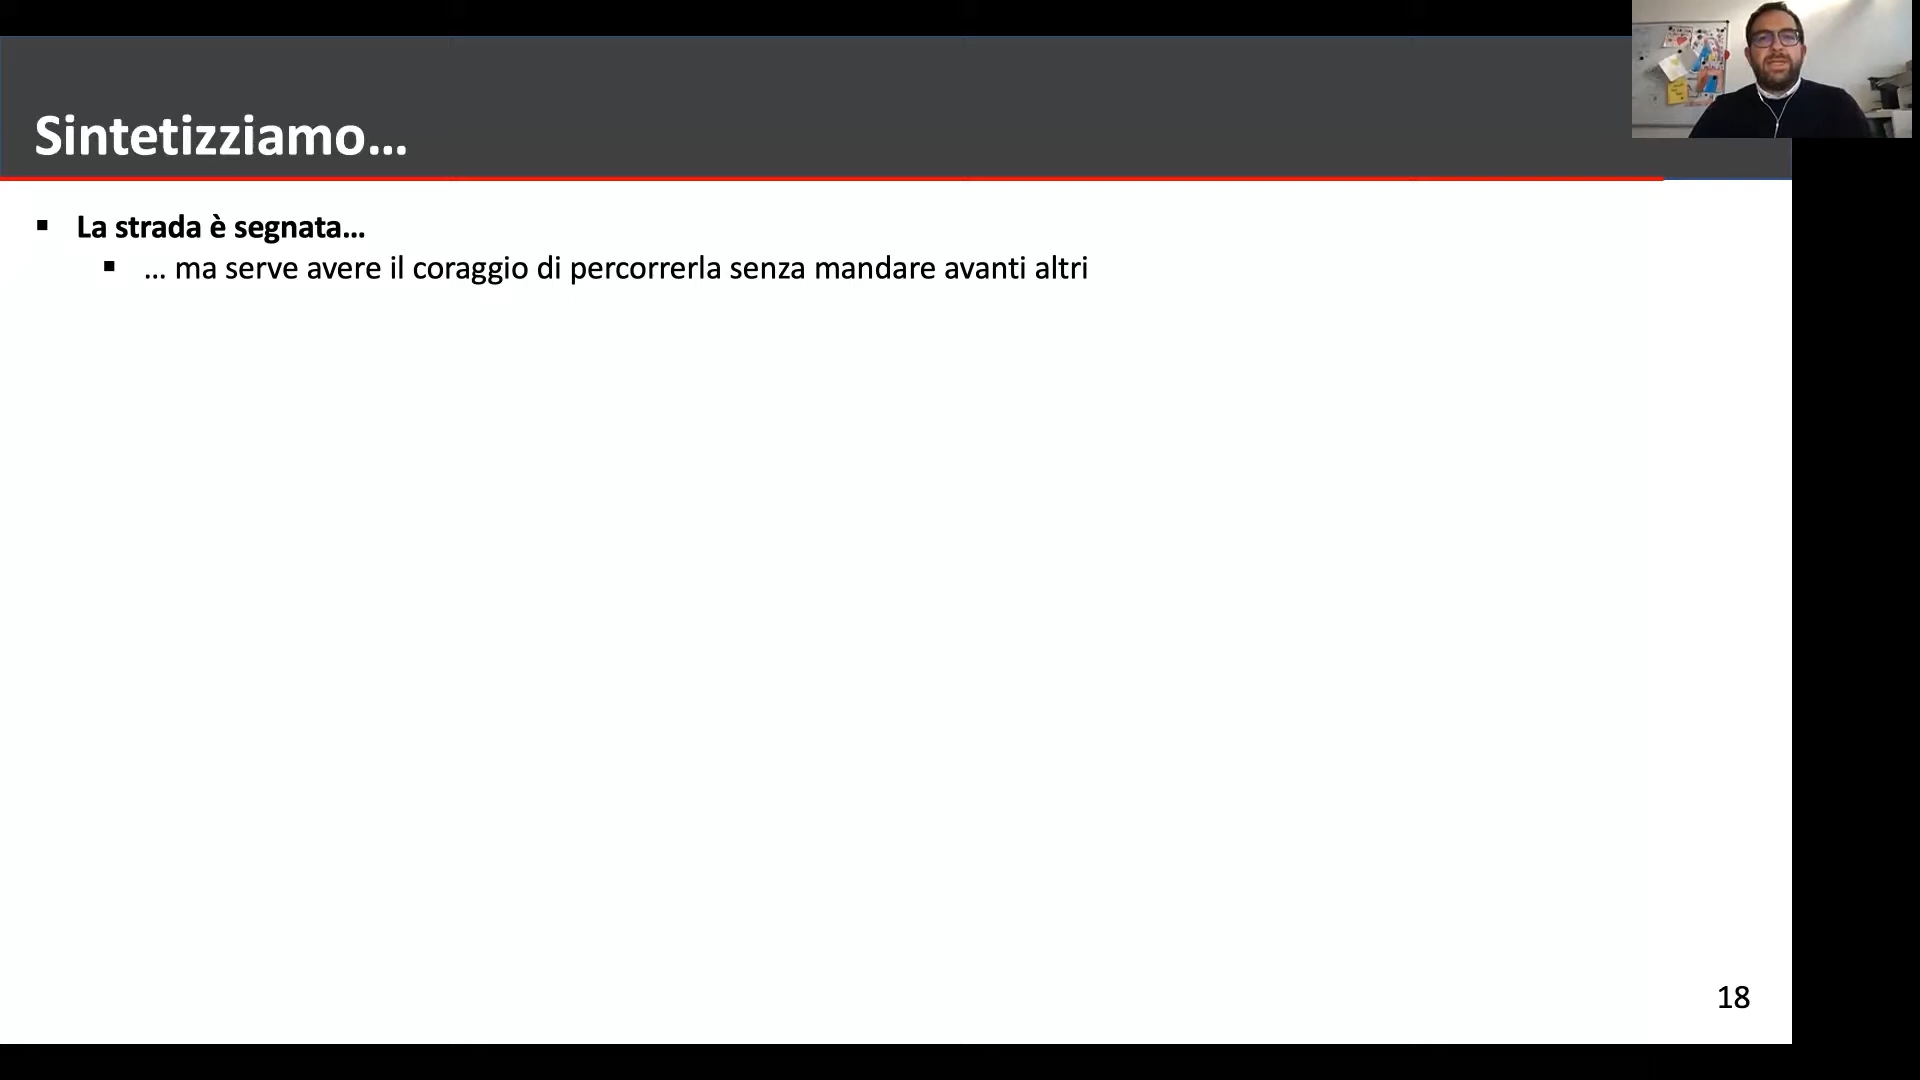 Sintetizziamo…
La strada è segnata…
… ma serve avere il coraggio di percorrerla senza mandare avanti altri
18